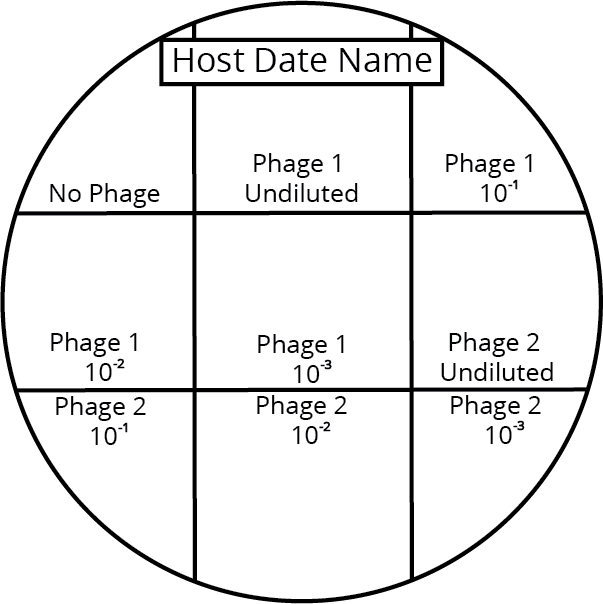 Host Date Name
No Phage
Phage 1
Undiluted
Phage 1
10⁻¹
Phage 1
10⁻²
Phage 1
10⁻³
Phage 2
Undiluted
Phage 2
10⁻¹
Phage 2
10⁻²
Phage 2
10⁻³